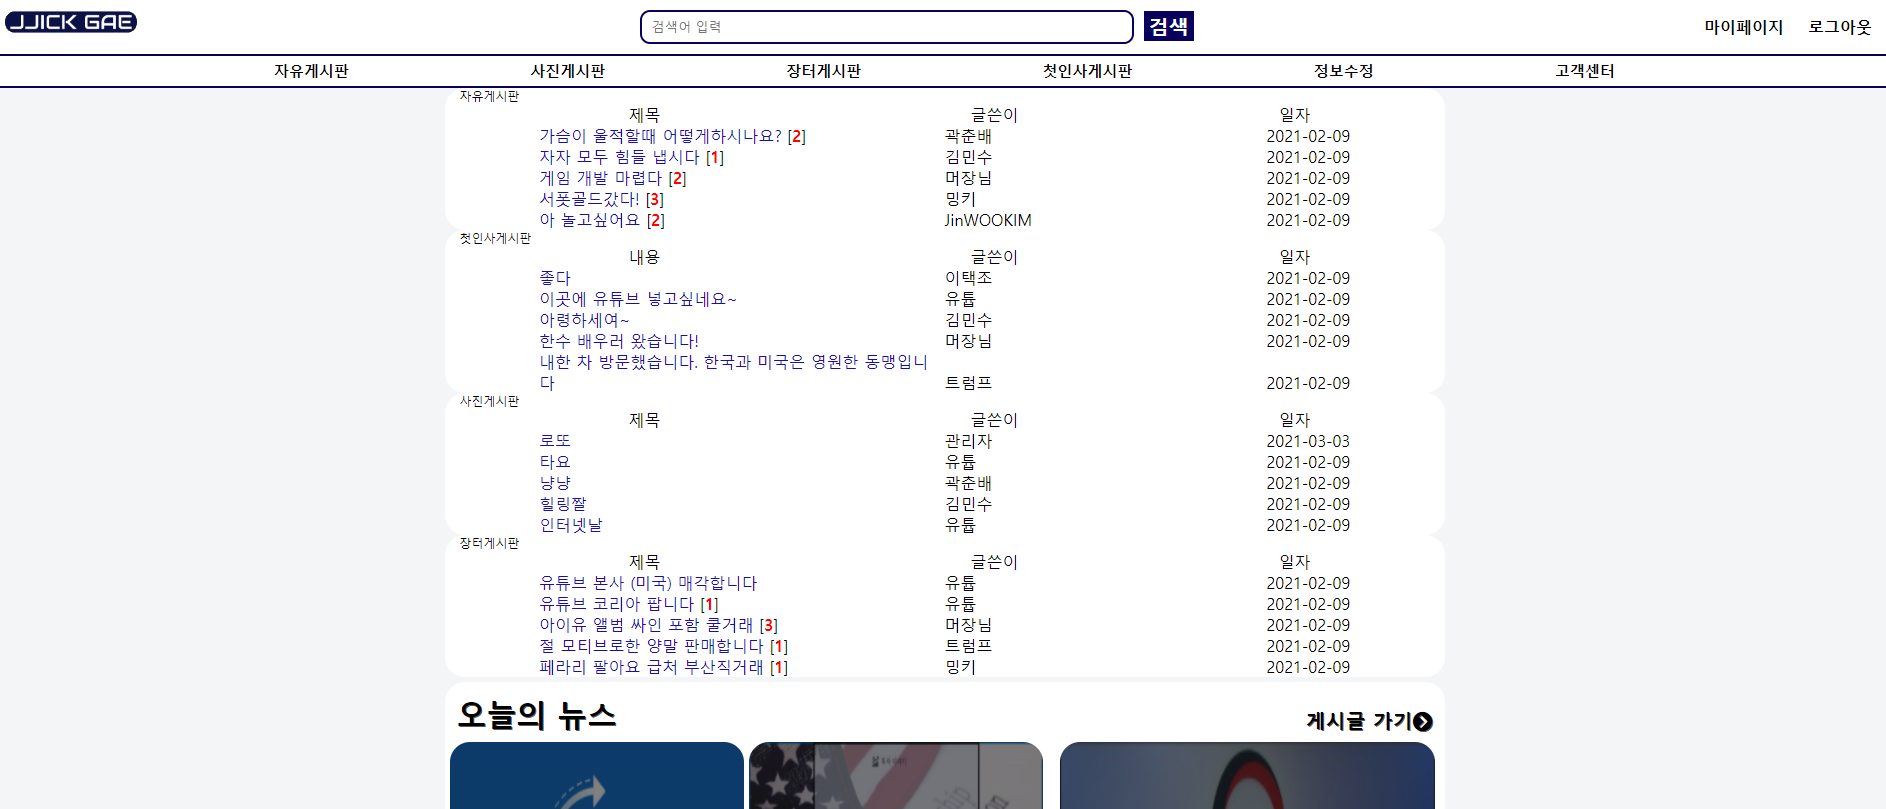 JJICK GAE
검색어 입력
검색
마이페이지 로그아웃
자유게시판 사진게시판 장터게시판 첫인사게시판 정보수정 고객센터
자유게시판
제목 글쓴이 일자
가슴이 울적할때 어떻게하시나요? [2] 곽춘배 2021-02-09
자자 모두 힘들 냅시다 [1] 김민수 2021-02-09
게임 개발 마렵다 [2] 머장님 2021-02-09
서폿골드갔다! [3] 밍키 2021-02-09
아 놀고싶어요 [2] JinWOOKIM 2021-02-09
첫인사게시판
내용 글쓴이 일자
좋다 이택조 2021-02-09
이곳에 유튜브 넣고싶네요~ 유튭 2021-02-09
아령하세여~ 김민수 2021-02-09
한수 배우러 왔습니다! 머장님 2021-02-09
내한 차 방문했습니다. 한국과 미국은 영원한 동맹입니
다 트럼프 2021-02-09
사진게시판
제목 글쓴이 일자
로또 관리자 2021-03-03
타요 유튭 2021-02-09
냥냥 곽춘배 2021-02-09
힐링짤 김민수 2021-02-09
인터넷날 유튭 2021-02-09
장터게시판
제목 글쓴이 일자
유튜브 본사 (미국) 매각합니다 유튭 2021-02-09
유튜브 코리아 팝니다 [1] 유튭 2021-02-09
아이유 앨범 싸인 포함 쿨거래 [3] 머장님 2021-02-09
절 모티브로한 양말 판매합니다 [1] 트럼프 2021-02-09
페라리 팔아요 급처 부산직거래 [1] 밍키 2021-02-09
오늘의 뉴스
게시글 가기